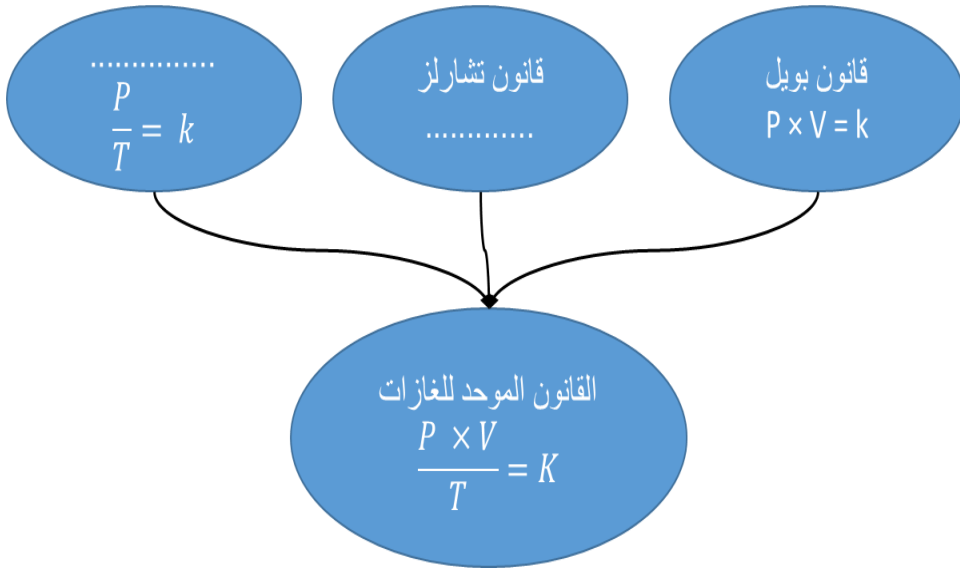 قانون بويل
P × V = k
قانون تشارلز
.............
...............
P/T = k
القانون الموحد للغازات
P × V / T = K